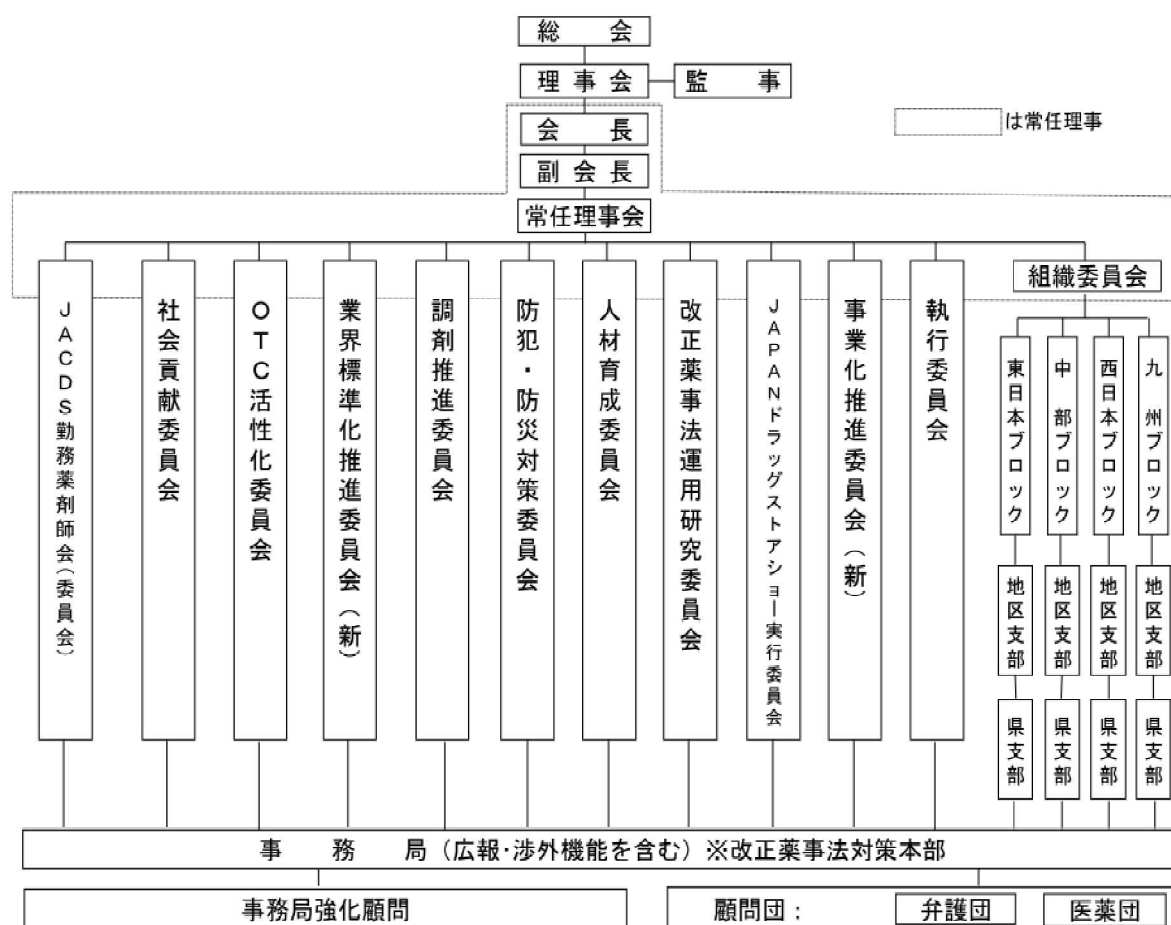 総会
理事会
監事
会長
は常任理事
副会長
常任理事会
JACDS勤務薬剤師会(委員会)
社会貢献委員会
OTC活性化委員会
業界標準化推進委員会(新)
調剤推進委員会
防犯・防災対策委員会
人材育成委員会
改正薬事法運用研究委員会
JAPANドラッグストアショー実行委員会
事業化推進委員会(新)
執行委員会
組織委員会
東日本ブロック
中部ブロック
西日本ブロック
九州ブロック
地区支部
地区支部
地区支部
地区支部
県支部
県支部
県支部
県支部
事務局(広報・渉外機能を含む)※改正薬事法対策本部
事務局強化顧問
顧問団:
弁護団
医薬団